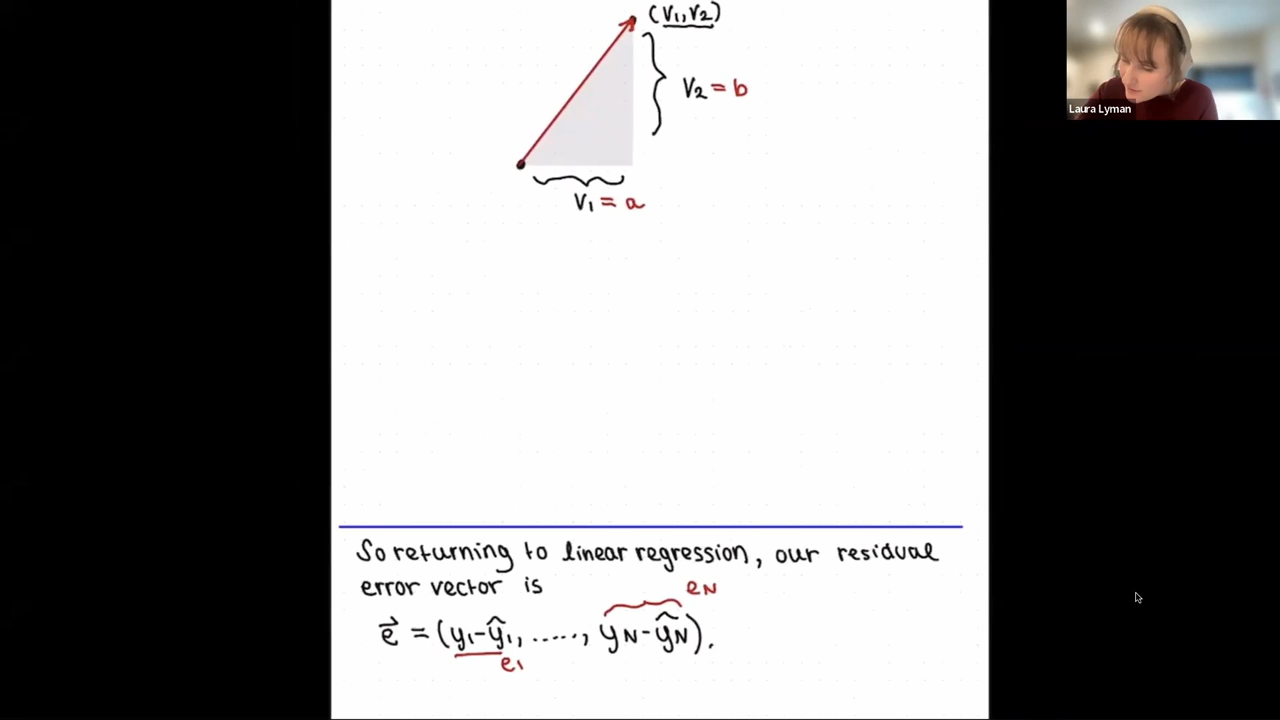 (V₁,V₂)
V₂ = b
V₁ = a
Laura Lyman
So returning to linear regression, our residual
error vector is
eN
e⃗ = (y₁-ŷ₁, ....., yN-ŷN).
e₁